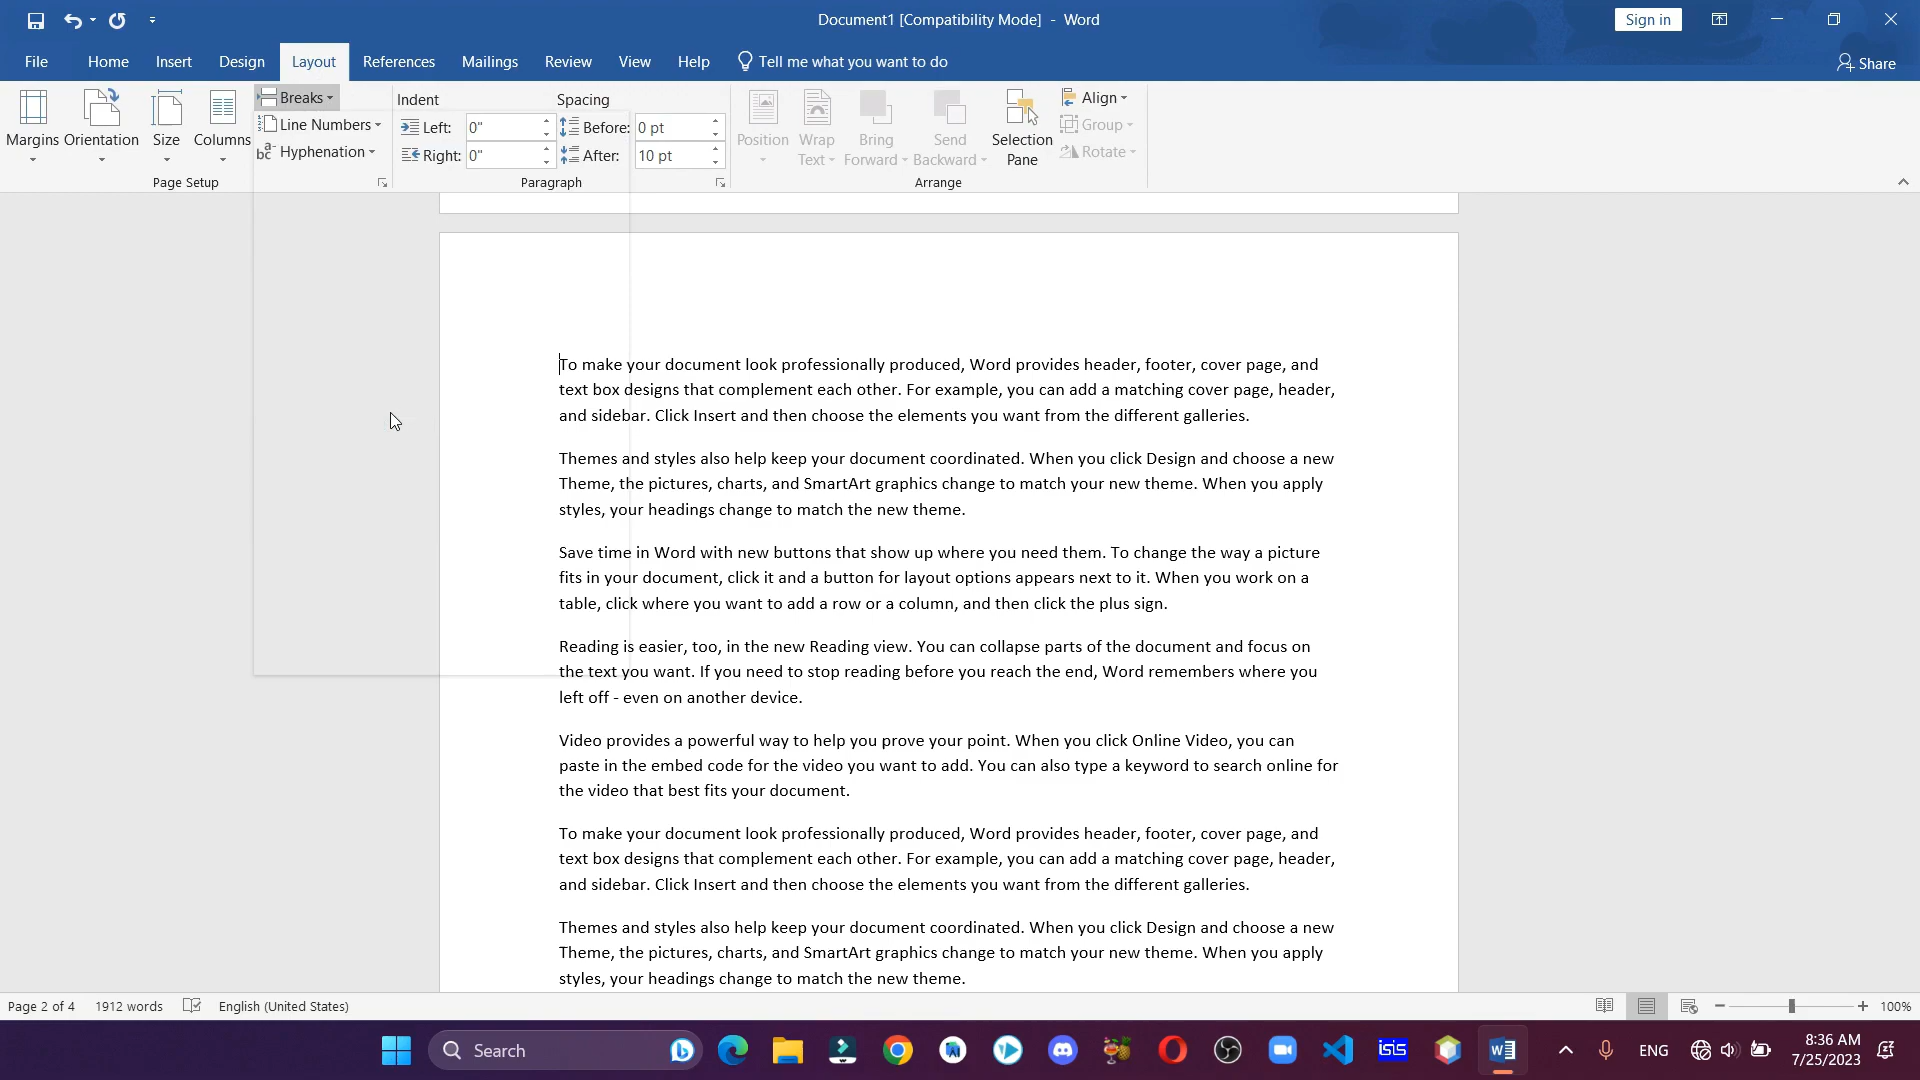 Document1 [Compatibility Mode] - Word
Sign in
File Home Insert Design Layout References Mailings Review View Help Tell me what you want to do
Share
Margins
Orientation
Size
Columns
Breaks
Line Numbers
Hyphenation
Page Setup
Indent
Left: 0"
Right: 0"
Spacing
Before: 0 pt
After: 10 pt
Paragraph
Position
Wrap
Text
Bring
Forward
Send
Backward
Selection
Pane
Align
Group
Rotate
Arrange
To make your document look professionally produced, Word provides header, footer, cover page, and
text box designs that complement each other. For example, you can add a matching cover page, header,
and sidebar. Click Insert and then choose the elements you want from the different galleries.
Themes and styles also help keep your document coordinated. When you click Design and choose a new
Theme, the pictures, charts, and SmartArt graphics change to match your new theme. When you apply
styles, your headings change to match the new theme.
Save time in Word with new buttons that show up where you need them. To change the way a picture
fits in your document, click it and a button for layout options appears next to it. When you work on a
table, click where you want to add a row or a column, and then click the plus sign.
Reading is easier, too, in the new Reading view. You can collapse parts of the document and focus on
the text you want. If you need to stop reading before you reach the end, Word remembers where you
left off - even on another device.
Video provides a powerful way to help you prove your point. When you click Online Video, you can
paste in the embed code for the video you want to add. You can also type a keyword to search online for
the video that best fits your document.
To make your document look professionally produced, Word provides header, footer, cover page, and
text box designs that complement each other. For example, you can add a matching cover page, header,
and sidebar. Click Insert and then choose the elements you want from the different galleries.
Themes and styles also help keep your document coordinated. When you click Design and choose a new
Theme, the pictures, charts, and SmartArt graphics change to match your new theme. When you apply
styles, your headings change to match the new theme.
Page 2 of 4 1912 words English (United States)
100%
Search
isis
ENG
8:36 AM
7/25/2023